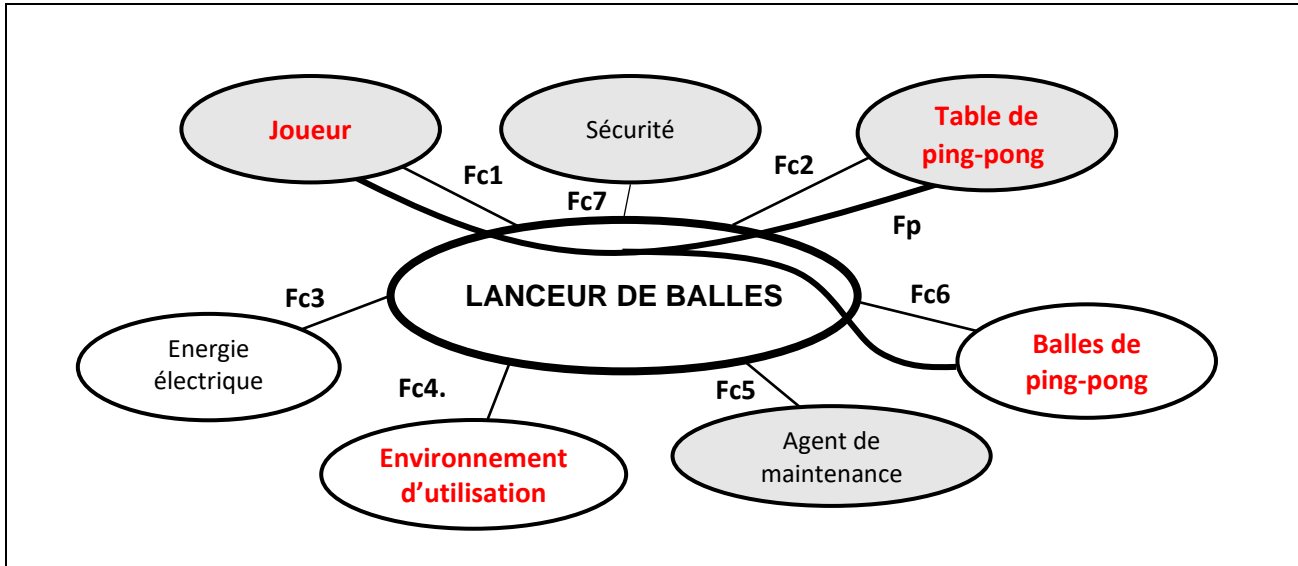 Joueur
Sécurité
Table de
ping-pong
Fc1
Fc7
Fc2
Fp
LANCEUR DE BALLES
Fc3
Fc6
Energie
électrique
Balles de
ping-pong
Fc4.
Fc5
Environnement
d'utilisation
Agent de
maintenance